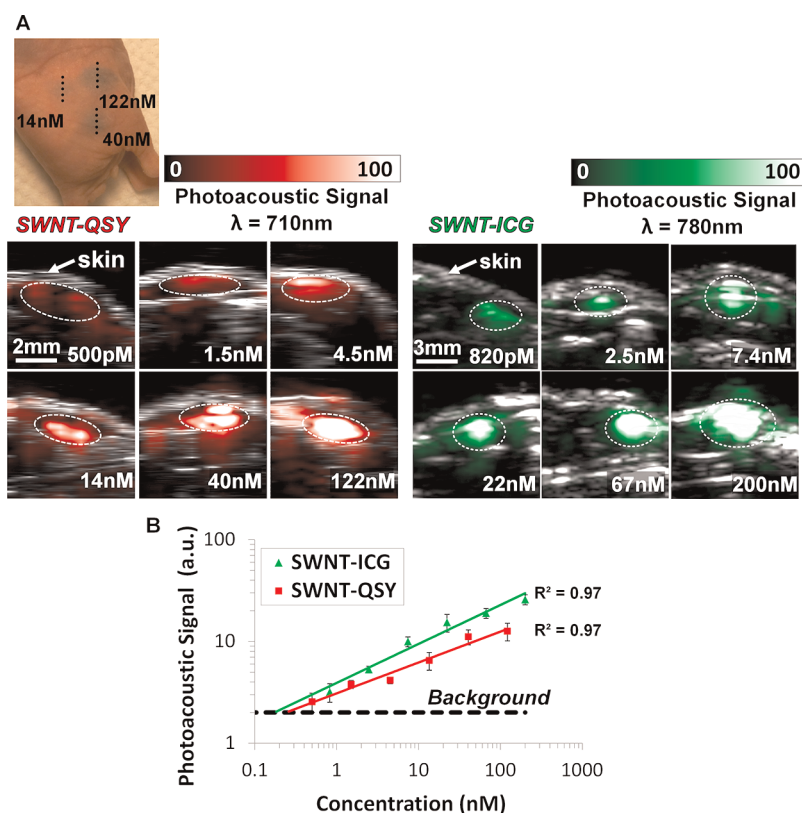 A
122nM
14nM
40nM
0 100
Photoacoustic Signal
SWNT-QSY λ = 710nm
skin
2mm 500pM
1.5nM
4.5nM
14nM
40nM
122nM
0 100
Photoacoustic Signal
SWNT-ICG λ = 780nm
skin
3mm 820pM
2.5nM
7.4nM
22nM
67nM
200nM
B
Photoacoustic Signal (a.u.)
100
10
1
SWNT-ICG
SWNT-QSY
R² = 0.97
R² = 0.97
Background
0.1 1 10 100 1000
Concentration (nM)